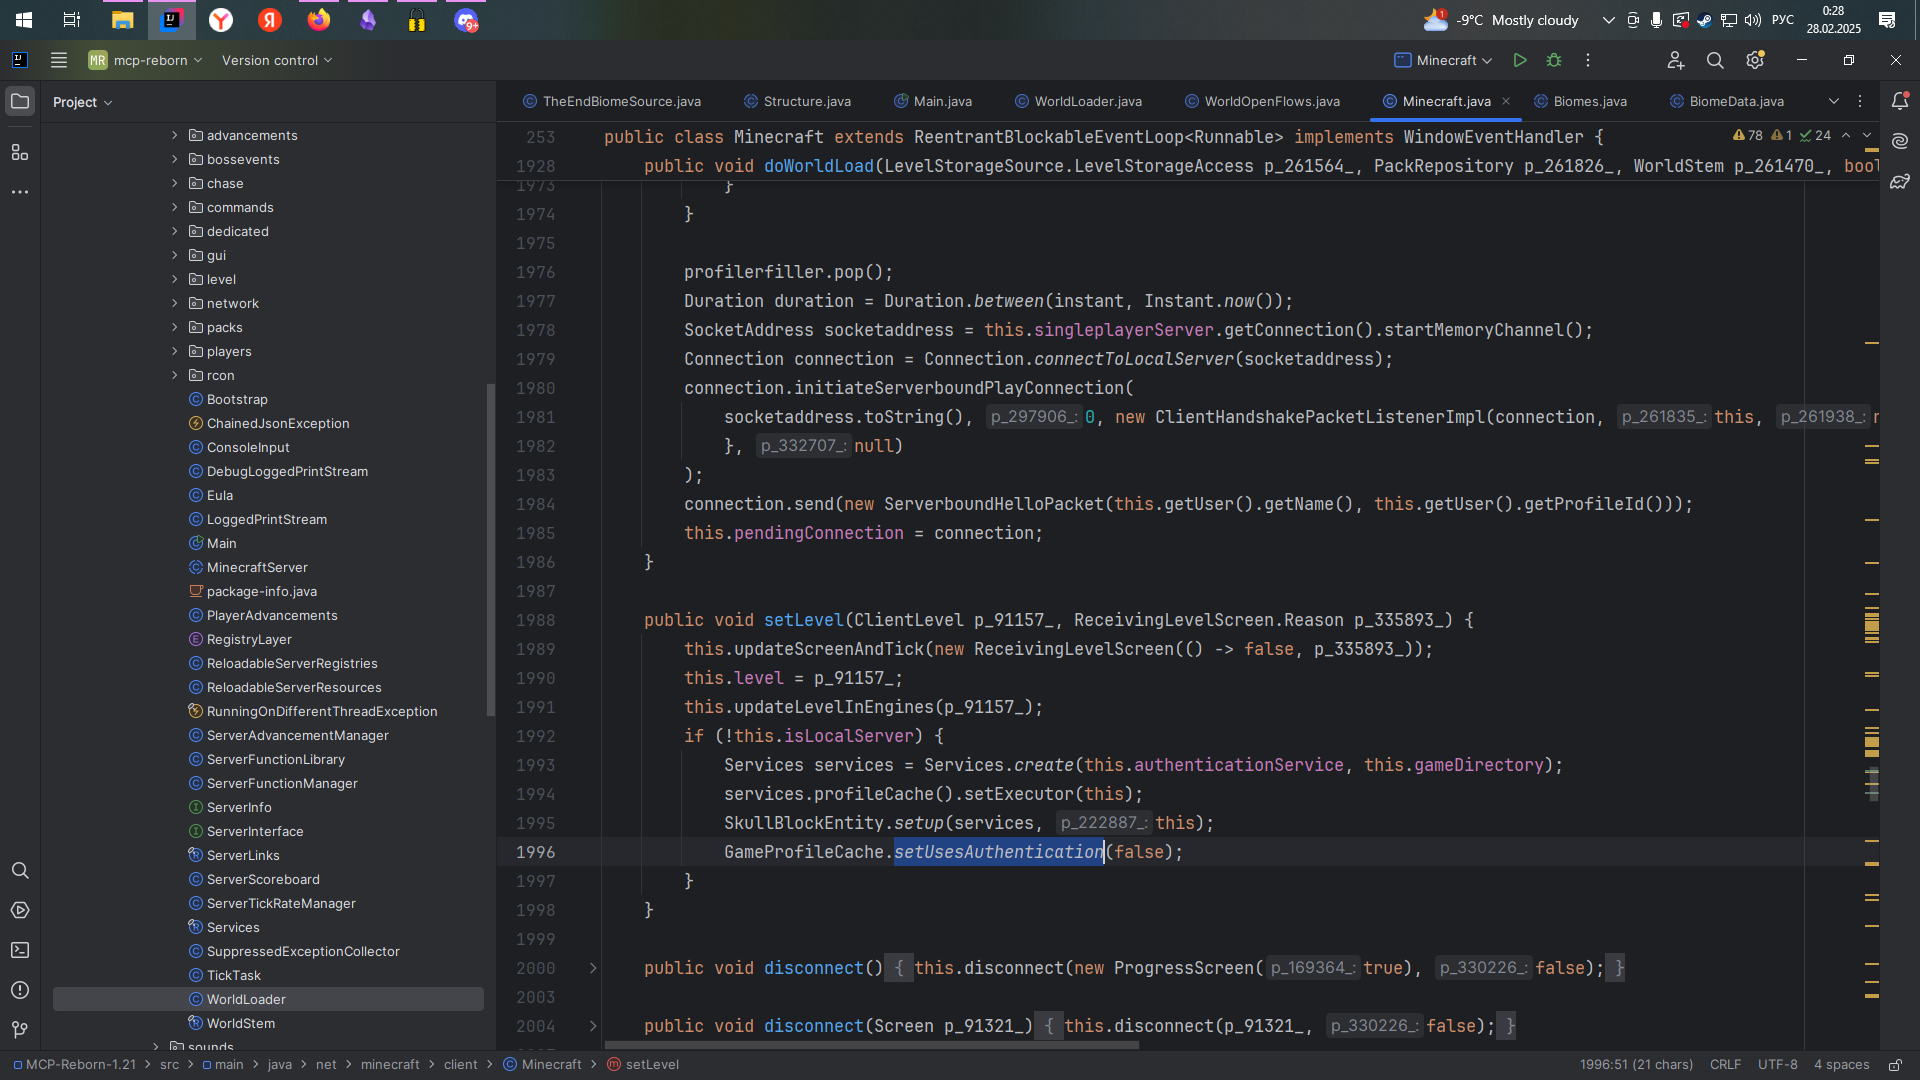 -9°C Mostly cloudy
РУС
0:28
28.02.2025
MR mcp-reborn
Version control
Minecraft
Project
TheEndBiomeSource.java
Structure.java
Main.java
WorldLoader.java
WorldOpenFlows.java
Minecraft.java
Biomes.java
BiomeData.java
advancements
bossevents
chase
commands
dedicated
gui
level
network
packs
players
rcon
Bootstrap
ChainedJsonException
ConsoleInput
DebugLoggedPrintStream
Eula
LoggedPrintStream
Main
MinecraftServer
package-info.java
PlayerAdvancements
RegistryLayer
ReloadableServerRegistries
ReloadableServerResources
RunningOnDifferentThreadException
ServerAdvancementManager
ServerFunctionLibrary
ServerFunctionManager
ServerInfo
ServerInterface
ServerLinks
ServerScoreboard
ServerTickRateManager
Services
SuppressedExceptionCollector
TickTask
WorldLoader
WorldStem
sounds
78 1 24
253 public class Minecraft extends ReentrantBlockableEventLoop<Runnable> implements WindowEventHandler {
1928 public void doWorldLoad(LevelStorageSource.LevelStorageAccess p_261564_, PackRepository p_261826_, WorldStem p_261470_, bool
1973 }
1974 }
1975
1976 profilerfiller.pop();
1977 Duration duration = Duration.between(instant, Instant.now());
1978 SocketAddress socketaddress = this.singleplayerServer.getConnection().startMemoryChannel();
1979 Connection connection = Connection.connectToLocalServer(socketaddress);
1980 connection.initiateServerboundPlayConnection(
1981 socketaddress.toString(), p_297906_: 0, new ClientHandshakePacketListenerImpl(connection, p_261835_: this, p_261938_:
1982 }, p_332707_: null)
1983 );
1984 connection.send(new ServerboundHelloPacket(this.getUser().getName(), this.getUser().getProfileId()));
1985 this.pendingConnection = connection;
1986 }
1987
1988 public void setLevel(ClientLevel p_91157_, ReceivingLevelScreen.Reason p_335893_) {
1989 this.updateScreenAndTick(new ReceivingLevelScreen(() -> false, p_335893_));
1990 this.level = p_91157_;
1991 this.updateLevelInEngines(p_91157_);
1992 if (!this.isLocalServer) {
1993 Services services = Services.create(this.authenticationService, this.gameDirectory);
1994 services.profileCache().setExecutor(this);
1995 SkullBlockEntity.setup(services, p_222887_: this);
1996 GameProfileCache.setUsesAuthentication(false);
1997 }
1998 }
1999
2000 public void disconnect() { this.disconnect(new ProgressScreen( p_169364_: true), p_330226_: false); }
2003
2004 public void disconnect(Screen p_91321_) { this.disconnect(p_91321_, p_330226_: false); }
MCP-Reborn-1.21 > src > main > java > net > minecraft > client > Minecraft > setLevel
1996:51 (21 chars) CRLF UTF-8 4 spaces